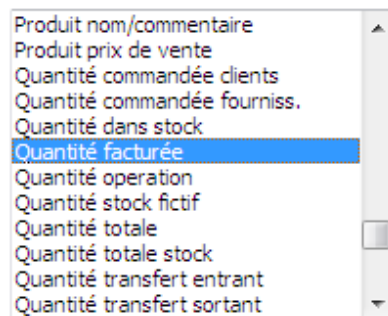 Produit nom/commentaire
Produit prix de vente
Quantité commandée clients
Quantité commandée fourniss.
Quantité dans stock
Quantité facturée
Quantité operation
Quantité stock fictif
Quantité totale
Quantité totale stock
Quantité transfert entrant
Quantité transfert sortant